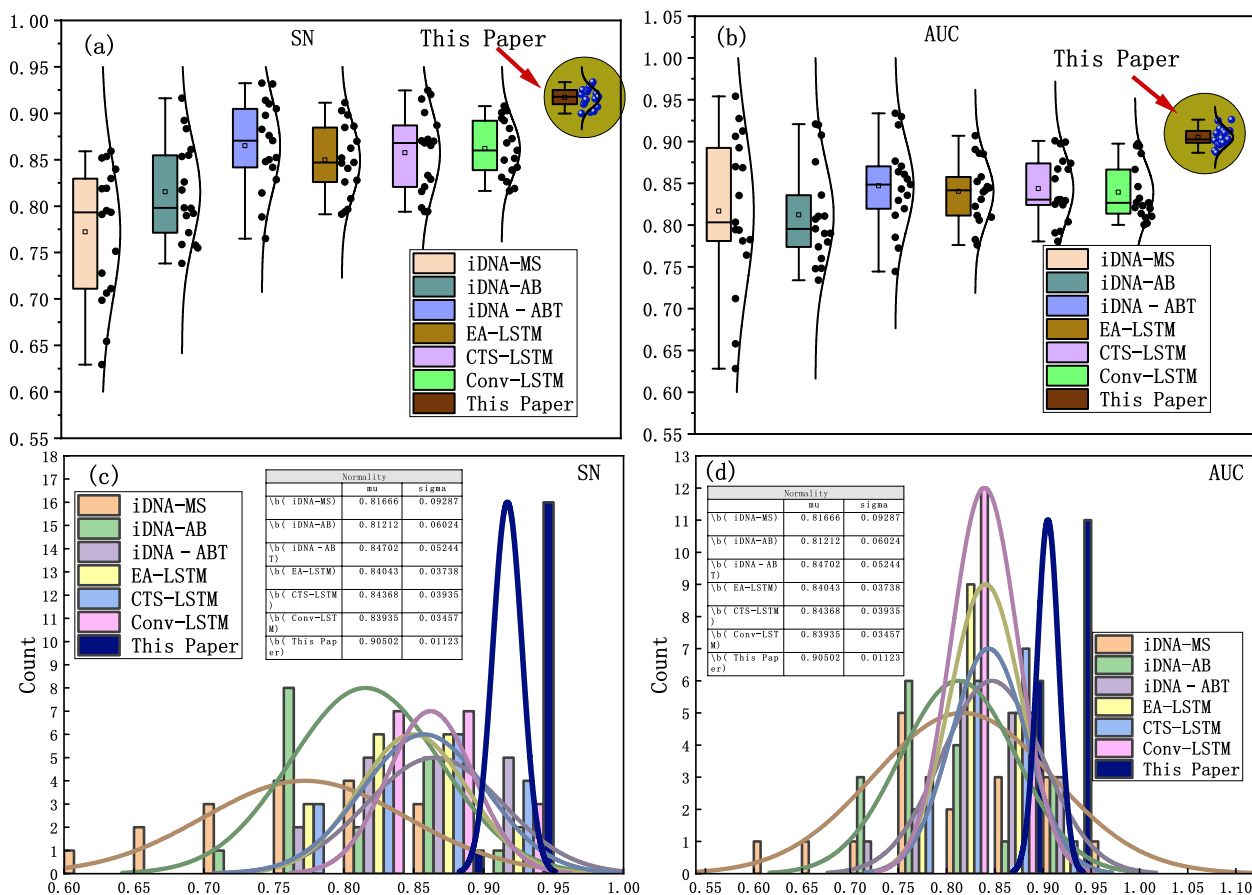 (a)
SN
This Paper
1.00
0.95
0.90
0.85
0.80
0.75
0.70
0.65
0.60
0.55
iDNA-MS
iDNA-AB
iDNA-ABT
EA-LSTM
CTS-LSTM
Conv-LSTM
This Paper
(b)
AUC
This Paper
1.05
1.00
0.95
0.90
0.85
0.80
0.75
0.70
0.65
0.60
0.55
iDNA-MS
iDNA-AB
iDNA-ABT
EA-LSTM
CTS-LSTM
Conv-LSTM
This Paper
(c)
SN
Count
18
17
16
15
14
13
12
11
10
9
8
7
6
5
4
3
2
1
0
iDNA-MS
iDNA-AB
iDNA-ABT
EA-LSTM
CTS-LSTM
Conv-LSTM
This Paper
Normality
mu sigma
\b( iDNA-MS) 0.81666 0.09287
\b( iDNA-AB) 0.81212 0.06024
\b( iDNA-AB
T) 0.84702 0.05244
\b( EA-LSTM) 0.84043 0.03738
\b( CTS-LSTM
) 0.84368 0.03935
\b( Conv-LST
M) 0.83935 0.03457
\b( This Pap
er) 0.90502 0.01123
0.60 0.65 0.70 0.75 0.80 0.85 0.90 0.95 1.00
(d)
AUC
Count
13
12
11
10
9
8
7
6
5
4
3
2
1
0
Normality
mu sigma
\b( iDNA-MS) 0.81666 0.09287
\b( iDNA-AB) 0.81212 0.06024
\b( iDNA-AB
T) 0.84702 0.05244
\b( EA-LSTM) 0.84043 0.03738
\b( CTS-LSTM
) 0.84368 0.03935
\b( Conv-LST
M) 0.83935 0.03457
\b( This Pap
er) 0.90502 0.01123
iDNA-MS
iDNA-AB
iDNA-ABT
EA-LSTM
CTS-LSTM
Conv-LSTM
This Paper
0.55 0.60 0.65 0.70 0.75 0.80 0.85 0.90 0.95 1.00 1.05